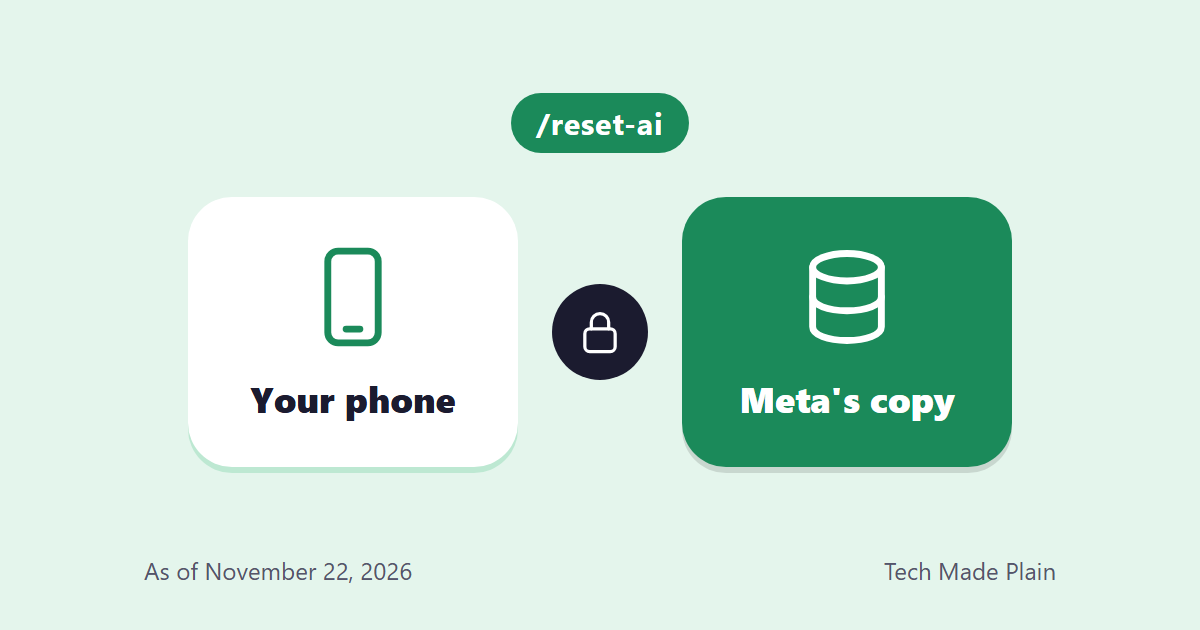 /reset-ai
Your phone
Meta's copy
As of November 22, 2026
Tech Made Plain